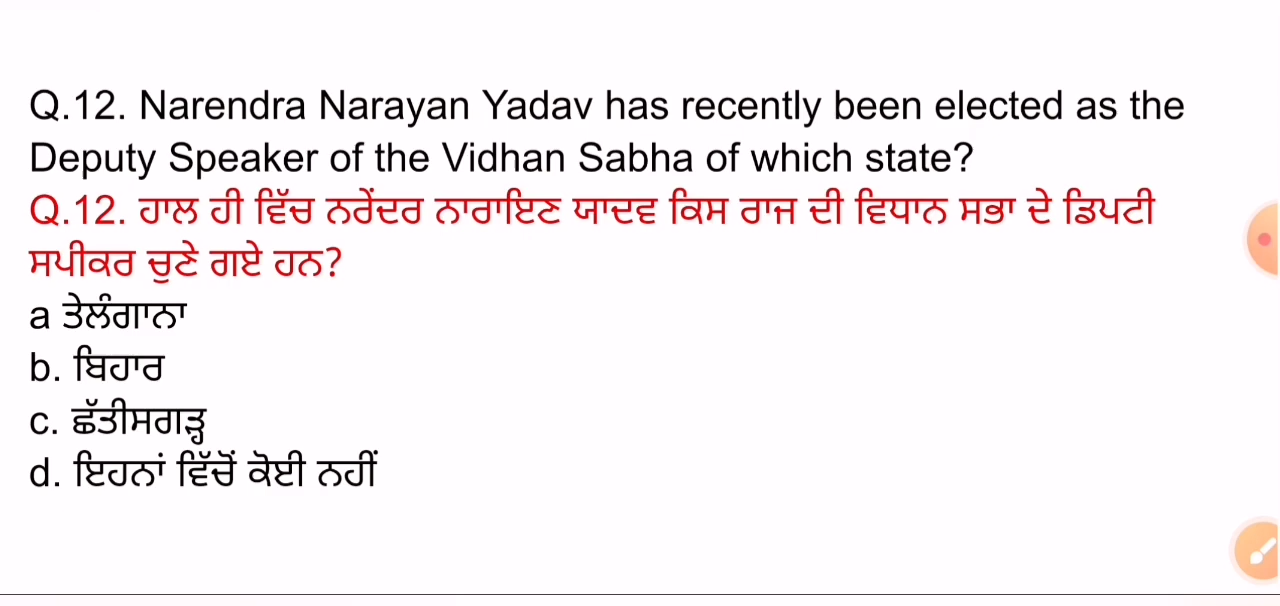 Q.12. Narendra Narayan Yadav has recently been elected as the
Deputy Speaker of the Vidhan Sabha of which state?
Q.12. ਹਾਲ ਹੀ ਵਿੱਚ ਨਰੇਂਦਰ ਨਾਰਾਇਣ ਯਾਦਵ ਕਿਸ ਰਾਜ ਦੀ ਵਿਧਾਨ ਸਭਾ ਦੇ ਡਿਪਟੀ
ਸਪੀਕਰ ਚੁਣੇ ਗਏ ਹਨ?
a ਤੇਲੰਗਾਨਾ
b. ਬਿਹਾਰ
c. ਛੱਤੀਸਗੜ੍ਹ
d. ਇਹਨਾਂ ਵਿੱਚੋਂ ਕੋਈ ਨਹੀਂ